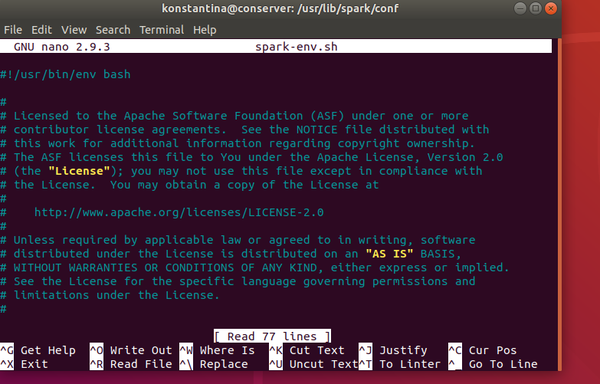 konstantina@conserver: /usr/lib/spark/conf
File Edit View Search Terminal Help
GNU nano 2.9.3 spark-env.sh
#!/usr/bin/env bash
#
# Licensed to the Apache Software Foundation (ASF) under one or more
# contributor license agreements.  See the NOTICE file distributed with
# this work for additional information regarding copyright ownership.
# The ASF licenses this file to You under the Apache License, Version 2.0
# (the "License"); you may not use this file except in compliance with
# the License.  You may obtain a copy of the License at
#
#    http://www.apache.org/licenses/LICENSE-2.0
#
# Unless required by applicable law or agreed to in writing, software
# distributed under the License is distributed on an "AS IS" BASIS,
# WITHOUT WARRANTIES OR CONDITIONS OF ANY KIND, either express or implied.
# See the License for the specific language governing permissions and
# limitations under the License.
#
[ Read 77 lines ]
^G Get Help ^O Write Out ^W Where Is ^K Cut Text ^J Justify ^C Cur Pos
^X Exit ^R Read File ^\ Replace ^U Uncut Text ^T To Linter ^_ Go To Line